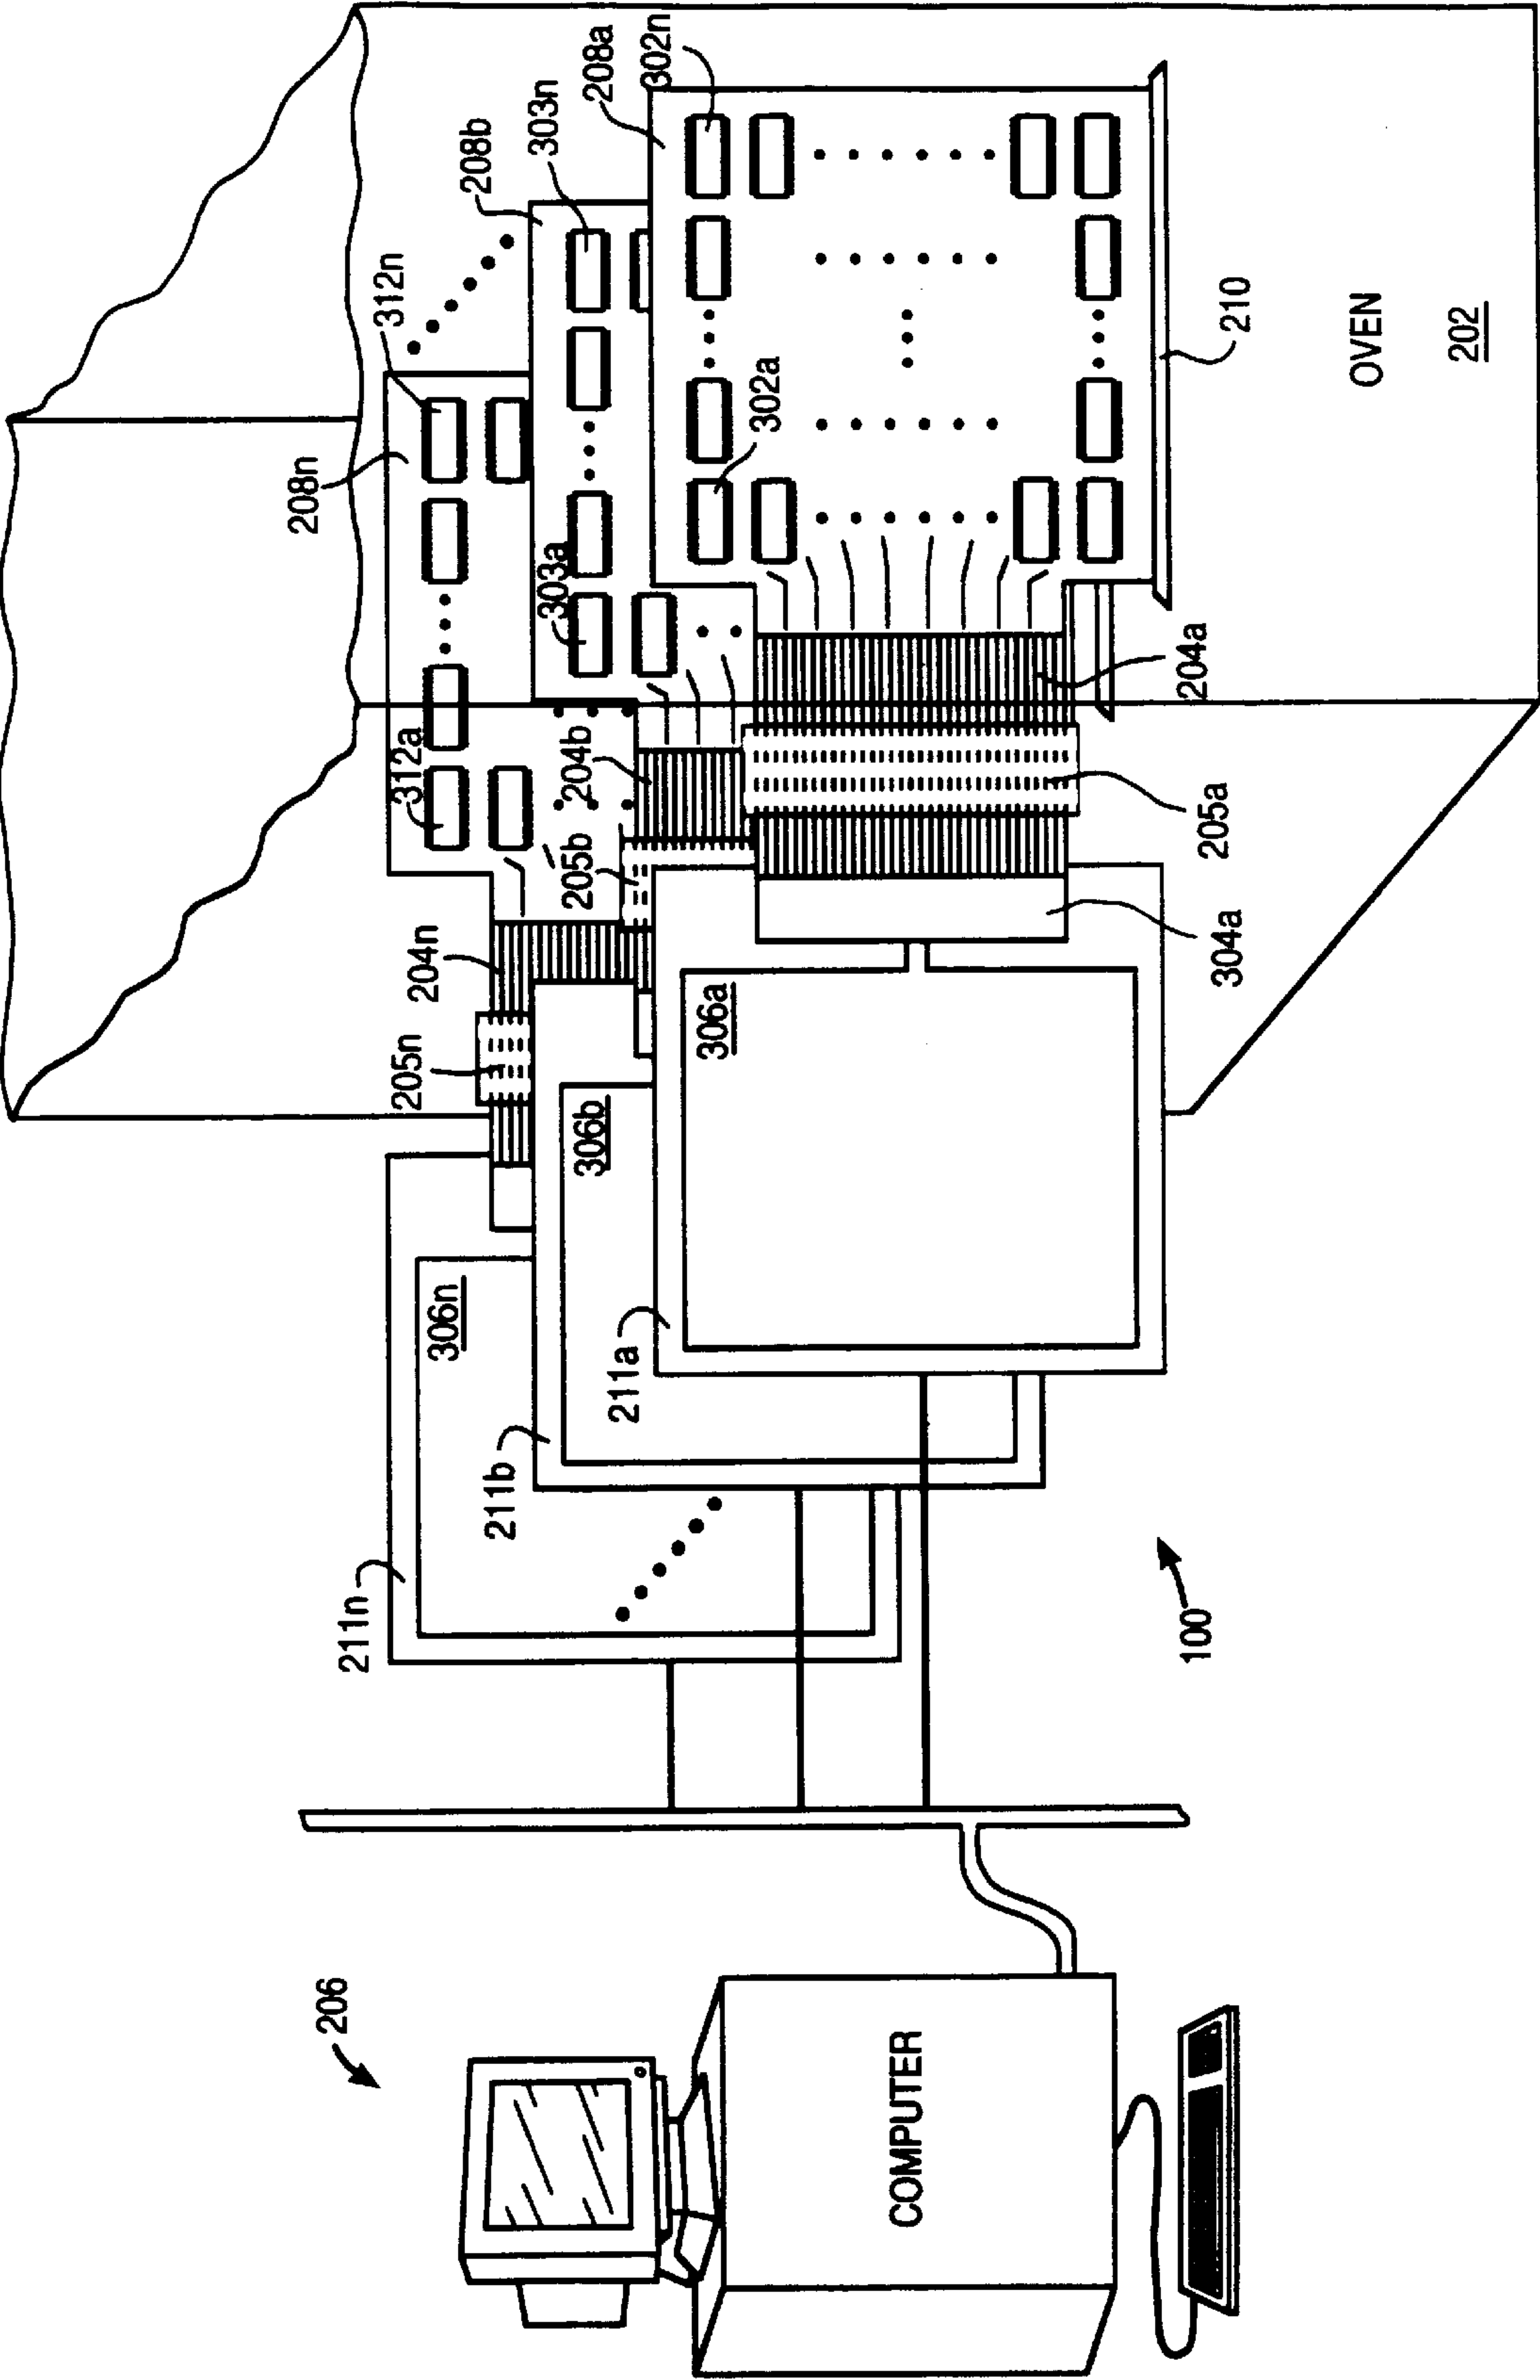 206
COMPUTER
100
211n
306n
211b
306b
211a
306a
304a
205n
204n
205b
204b
205a
204a
312a
312n
208n
303a
303n
208b
302a
302n
208a
210
OVEN
202